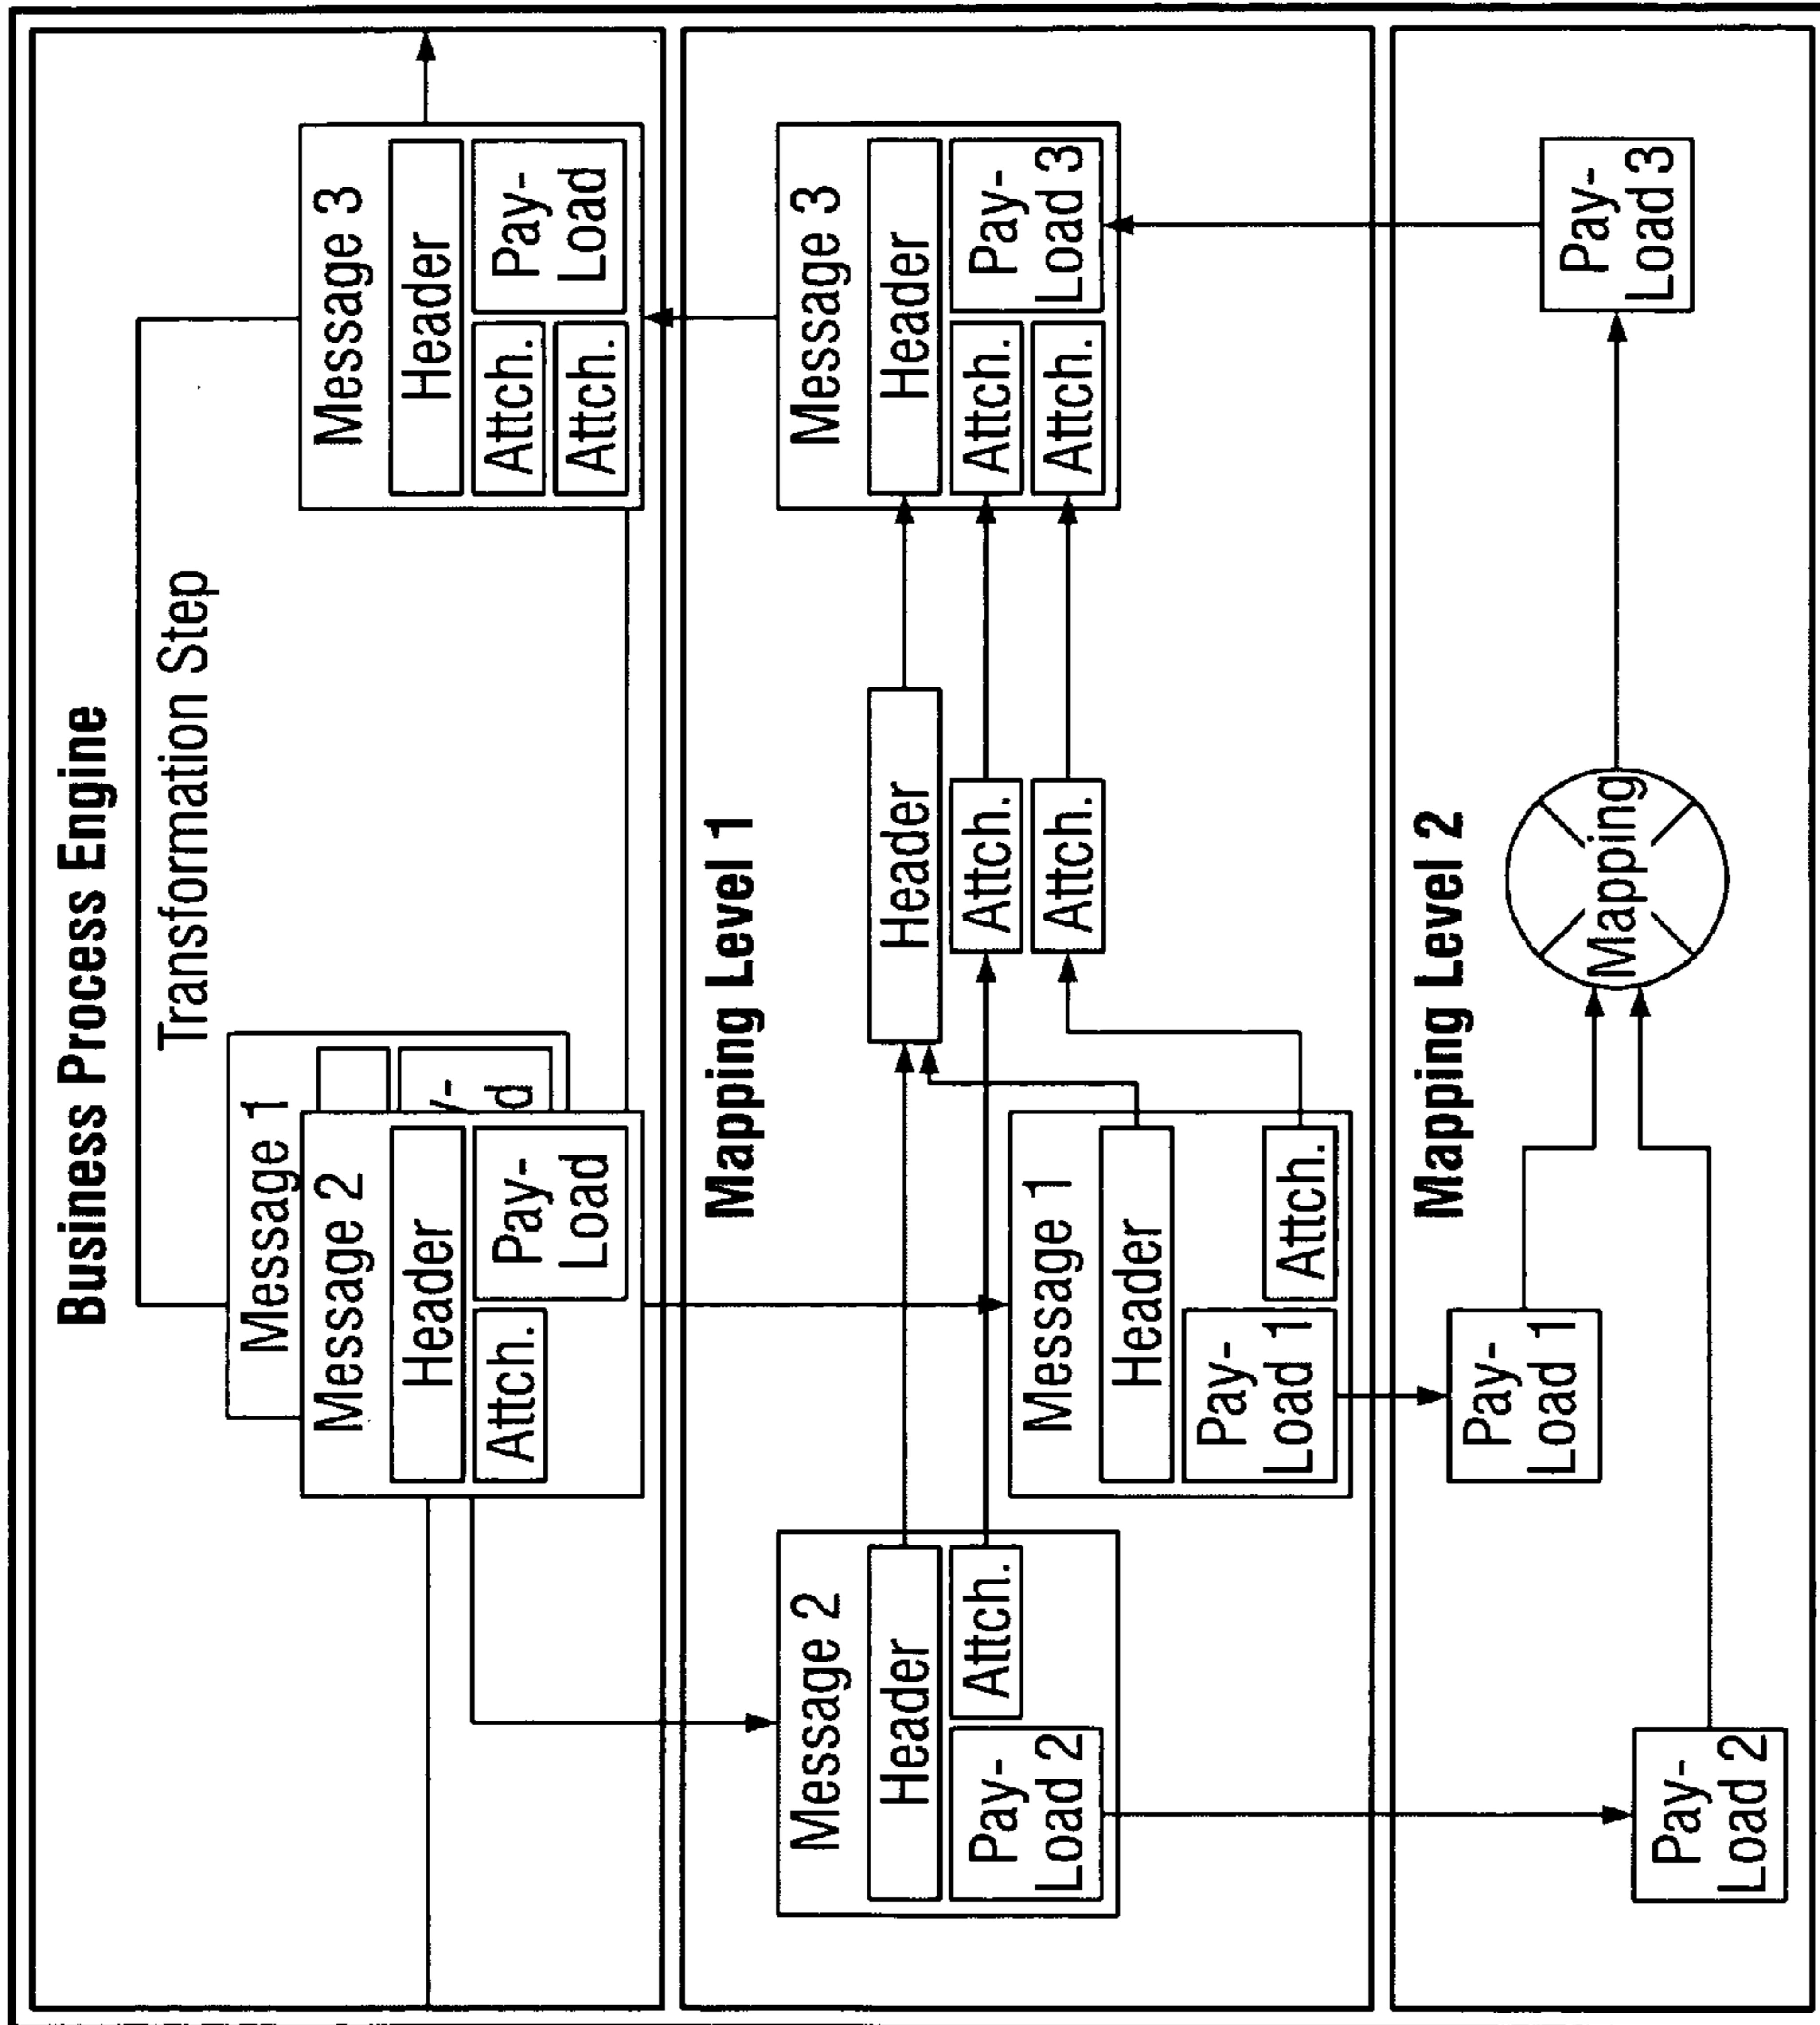 Business Process Engine
Transformation Step
Message 1
y-
d
Message 2
Header
Attch.
Pay-
Load
Message 3
Header
Attch.
Attch.
Pay-
Load
Mapping Level 1
Message 2
Header
Pay-
Load 2
Attch.
Message 1
Header
Pay-
Load 1
Attch.
Header
Attch.
Attch.
Message 3
Header
Attch.
Attch.
Pay-
Load 3
Mapping Level 2
Pay-
Load 2
Pay-
Load 1
Mapping
Pay-
Load 3